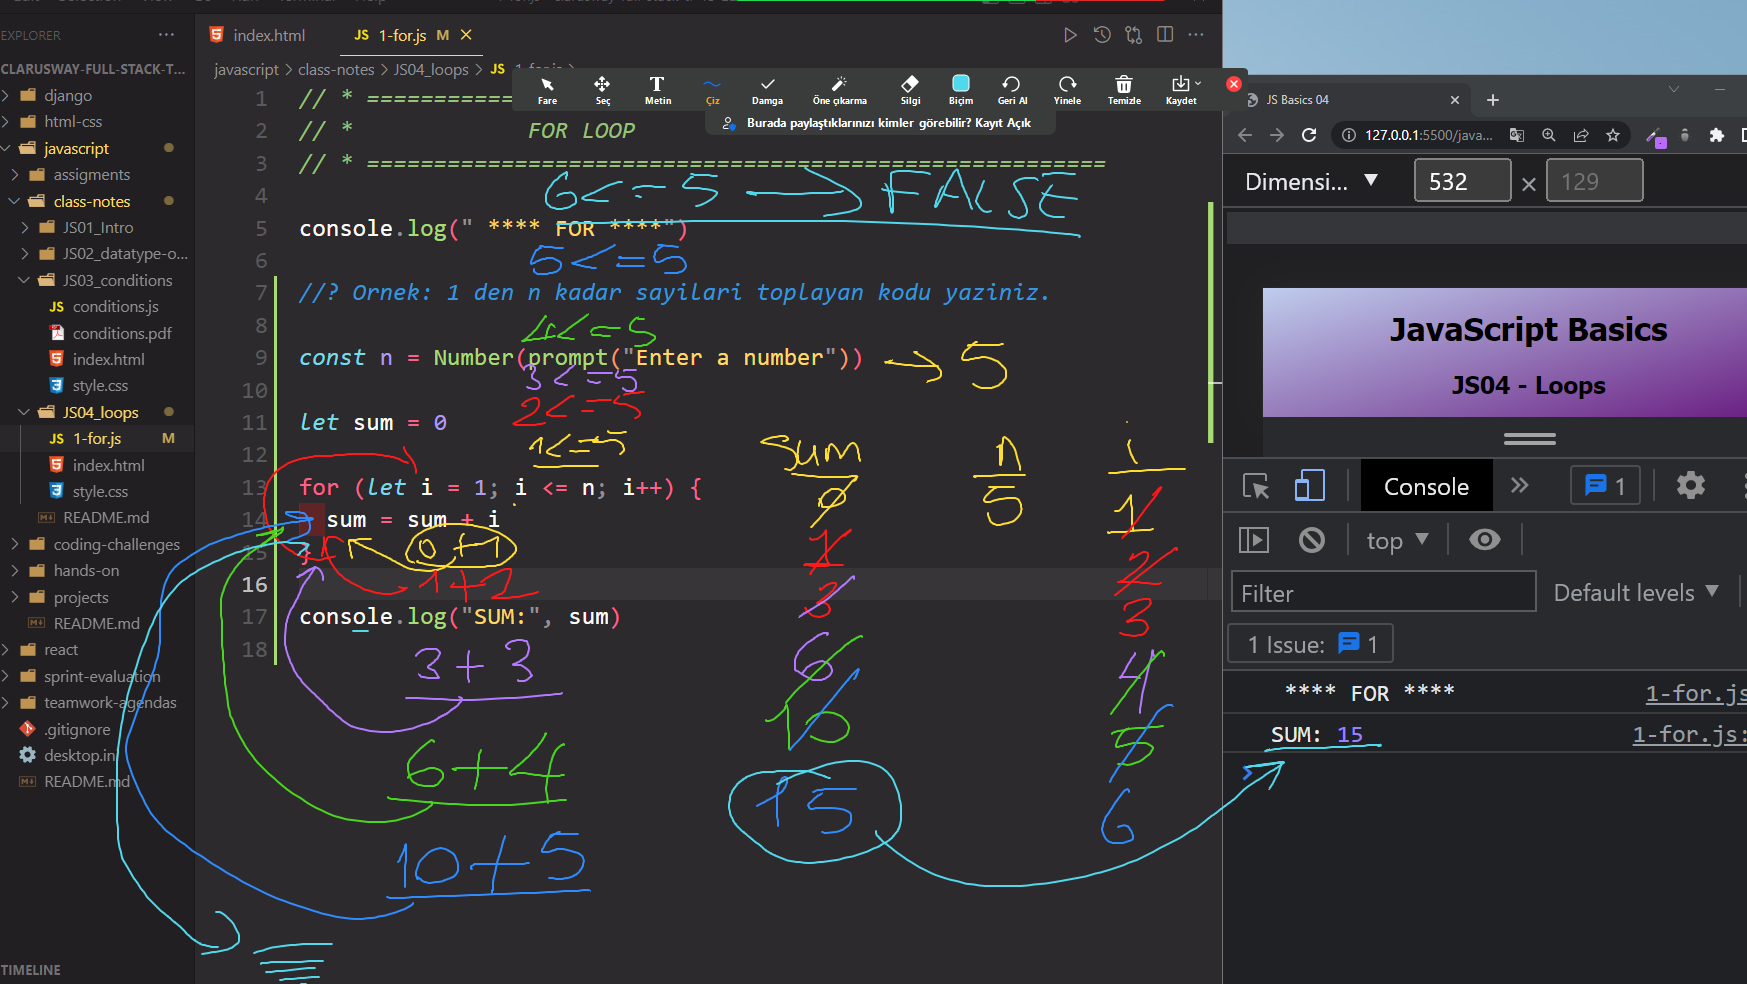 EXPLORER
CLARUSWAY-FULL-STACK-T...
django
html-css
javascript
assigments
class-notes
JS01_Intro
JS02_datatype-o...
JS03_conditions
JS conditions.js
conditions.pdf
index.html
style.css
JS04_loops
JS 1-for.js M
index.html
style.css
README.md
coding-challenges
hands-on
projects
README.md
react
sprint-evaluation
teamwork-agendas
.gitignore
desktop.in
README.md
TIMELINE
index.html
JS 1-for.js M
javascript > class-notes > JS04_loops > JS 1-for.js >
Fare Seç Metin Çiz Damga Öne çıkarma Silgi Biçim Geri Al Yinele Temizle Kaydet
Burada paylaştıklarınızı kimler görebilir? Kayıt Açık
1 // * ==========
2 // * FOR LOOP
3 // * =======================================================
4
6<=5 → FALSE
5 console.log(" **** FOR ****")
6
5<=5
7 //? Ornek: 1 den n kadar sayilari toplayan kodu yaziniz.
8
4<=5
9 const n = Number(prompt("Enter a number")) → 5
3<=5
10
2<=5
11 let sum = 0
12
1<=5
sum n i
13 for (let i = 1; i <= n; i++) {
0 5 1
14 sum = sum + i
15 }
0+1
1 2
1+2
16
3 3
17 console.log("SUM:", sum)
18
3+3
6 4
10 5
6+4
15 6
10+5
JS Basics 04
127.0.0.1:5500/java...
Dimensi... 532 × 129
JavaScript Basics
JS04 - Loops
Console » 1
top
Filter Default levels
1 Issue: 1
**** FOR **** 1-for.js
SUM: 15 1-for.js: